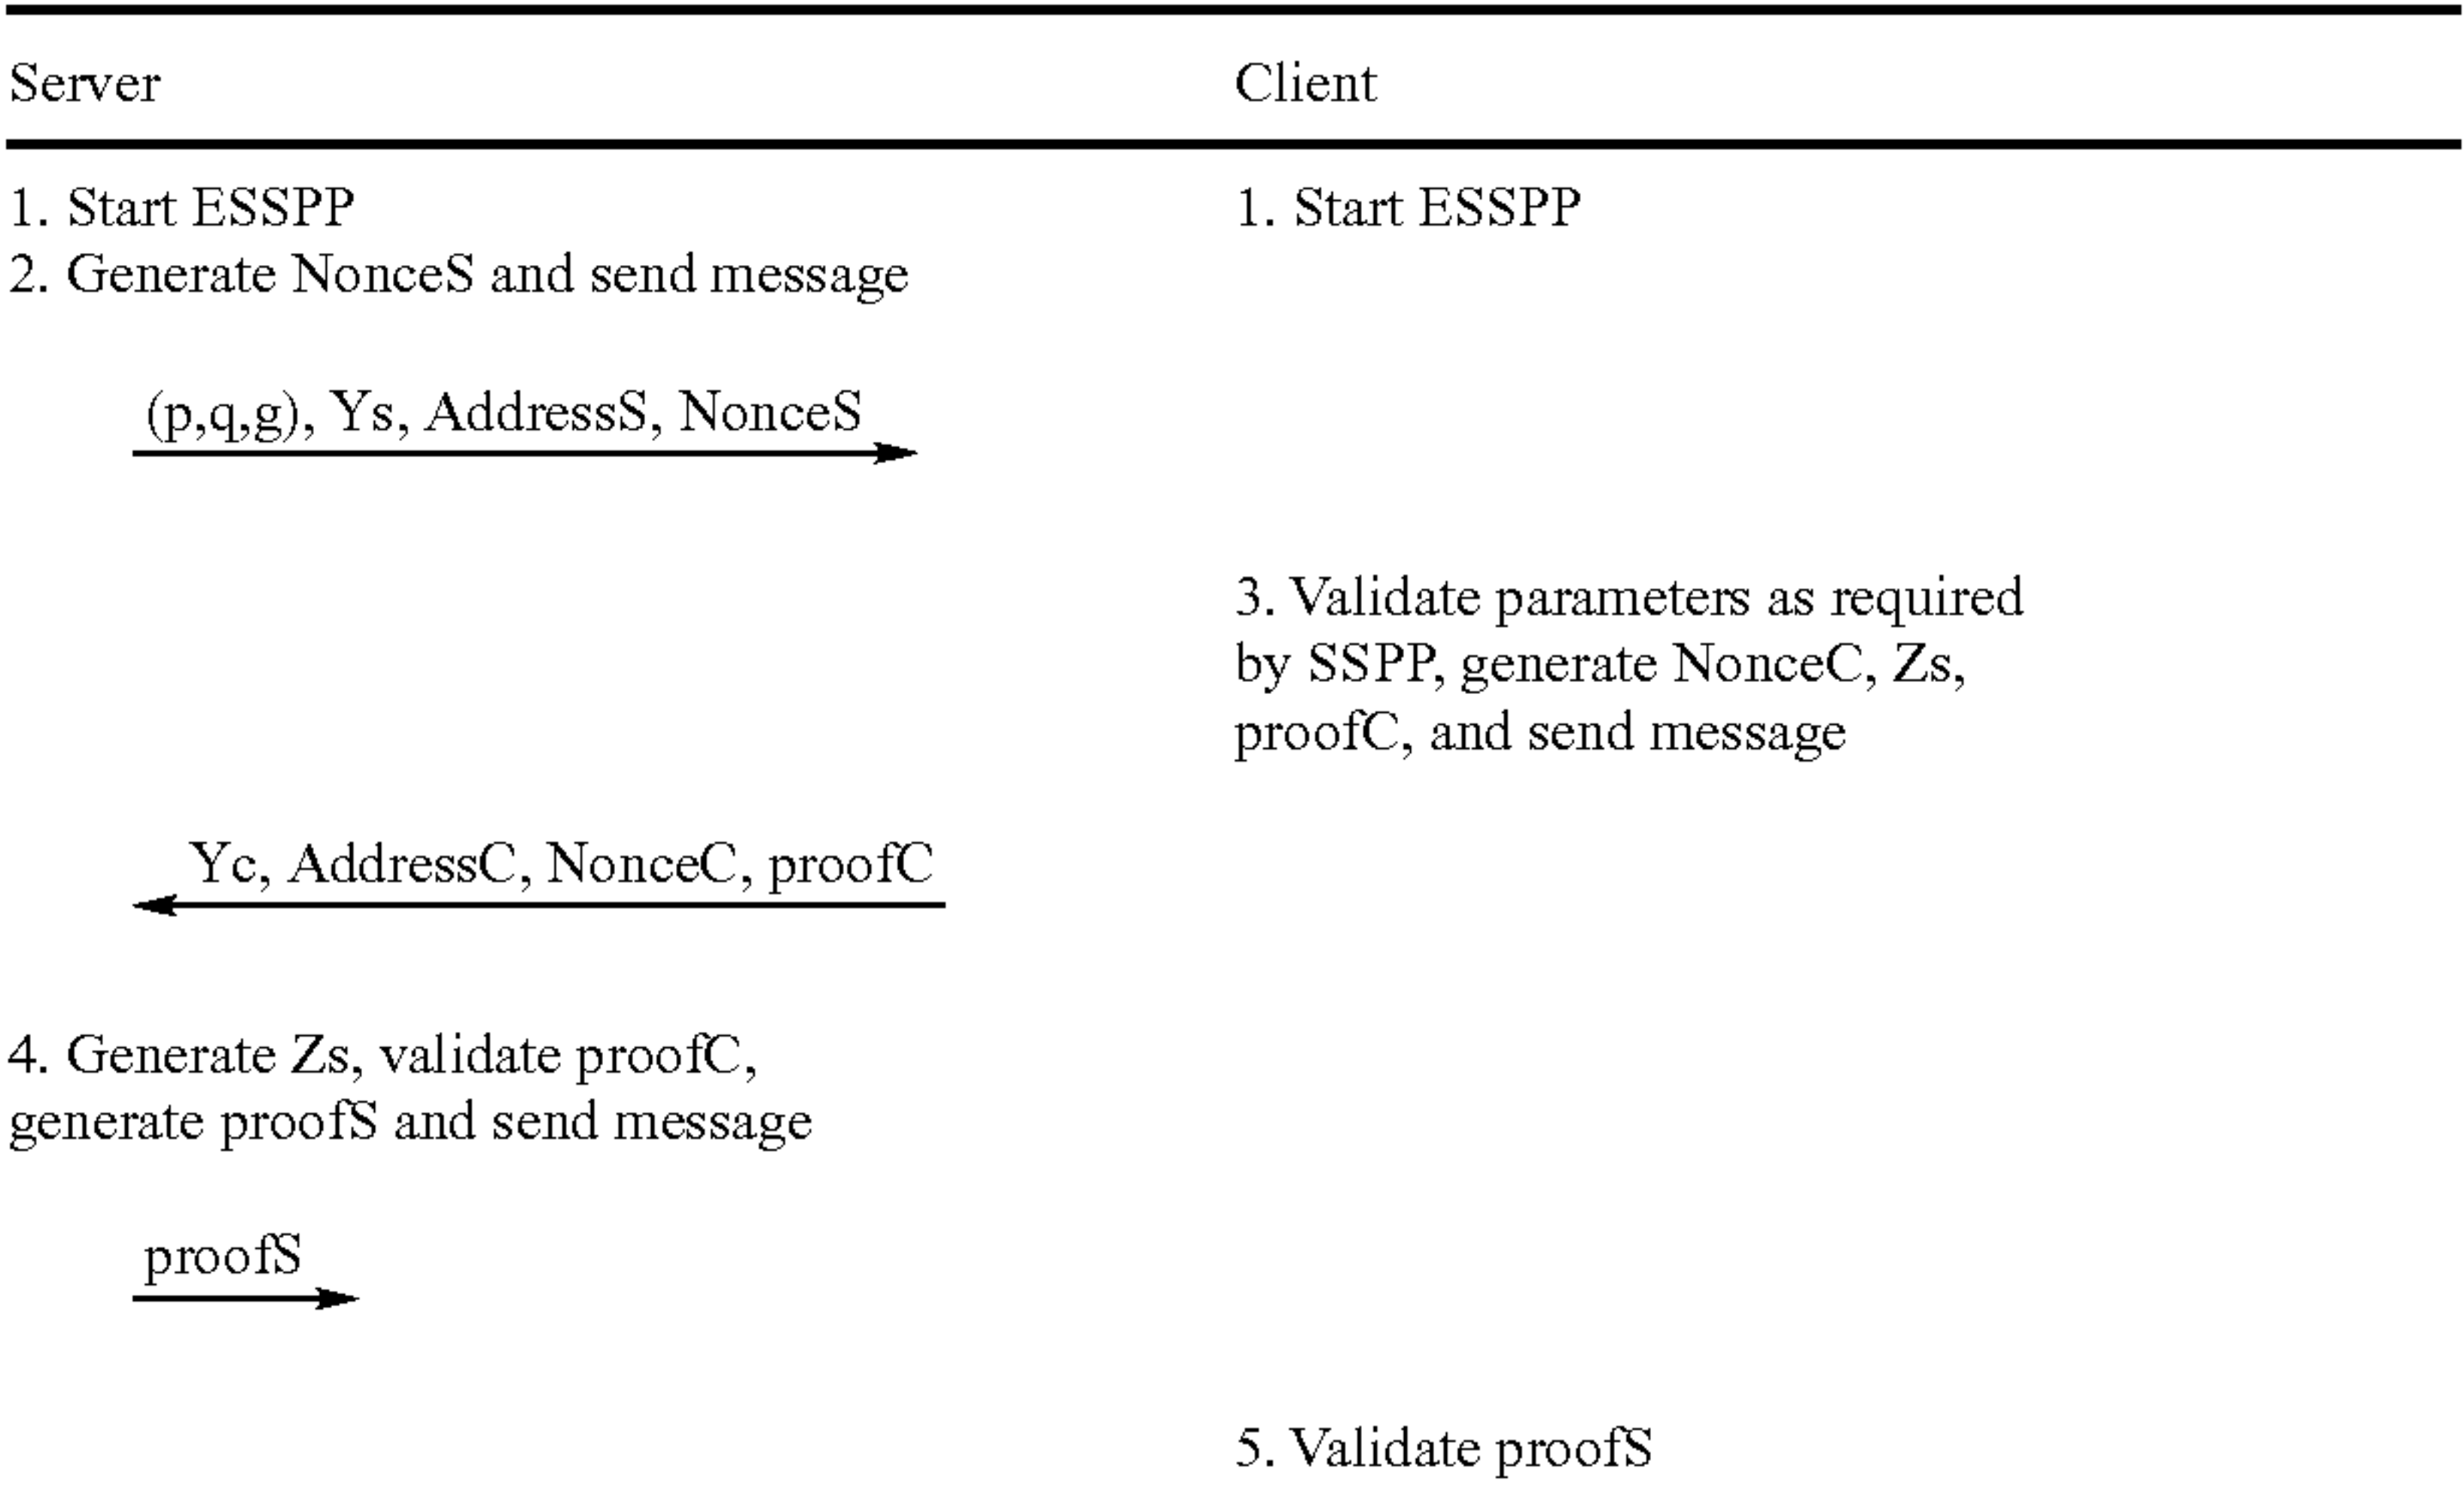 Server Client
1. Start ESSPP 1. Start ESSPP
2. Generate NonceS and send message
(p,q,g), Ys, AddressS, NonceS
3. Validate parameters as required
by SSPP, generate NonceC, Zs,
proofC, and send message
Yc, AddressC, NonceC, proofC
4. Generate Zs, validate proofC,
generate proofS and send message
proofS
5. Validate proofS